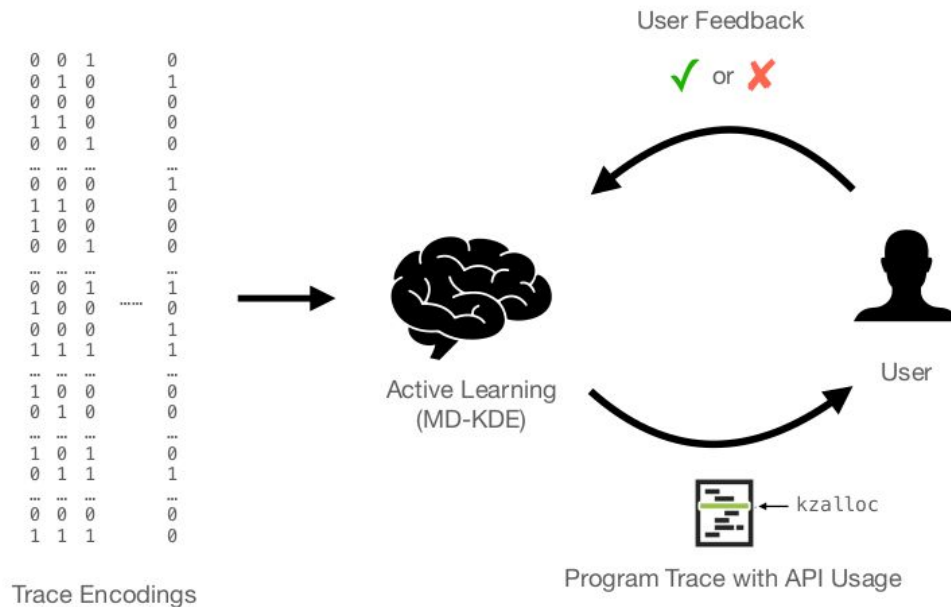 User Feedback
✓ or ✘
0 0 1 0
0 1 0 1
0 0 0 0
1 1 0 0
0 0 1 0
... ... ... ...
0 0 0 1
1 1 0 0
1 0 0 0
0 0 1 0
... ... ... ...
0 0 1 1
1 0 0 ...... 0
0 0 0 1
1 1 1 1
... ... ... ...
1 0 0 0
0 1 0 0
... ... ... ...
1 0 1 0
0 1 1 1
... ... ... ...
0 0 0 0
1 1 1 0
Trace Encodings
Active Learning
(MD-KDE)
User
kzalloc
Program Trace with API Usage